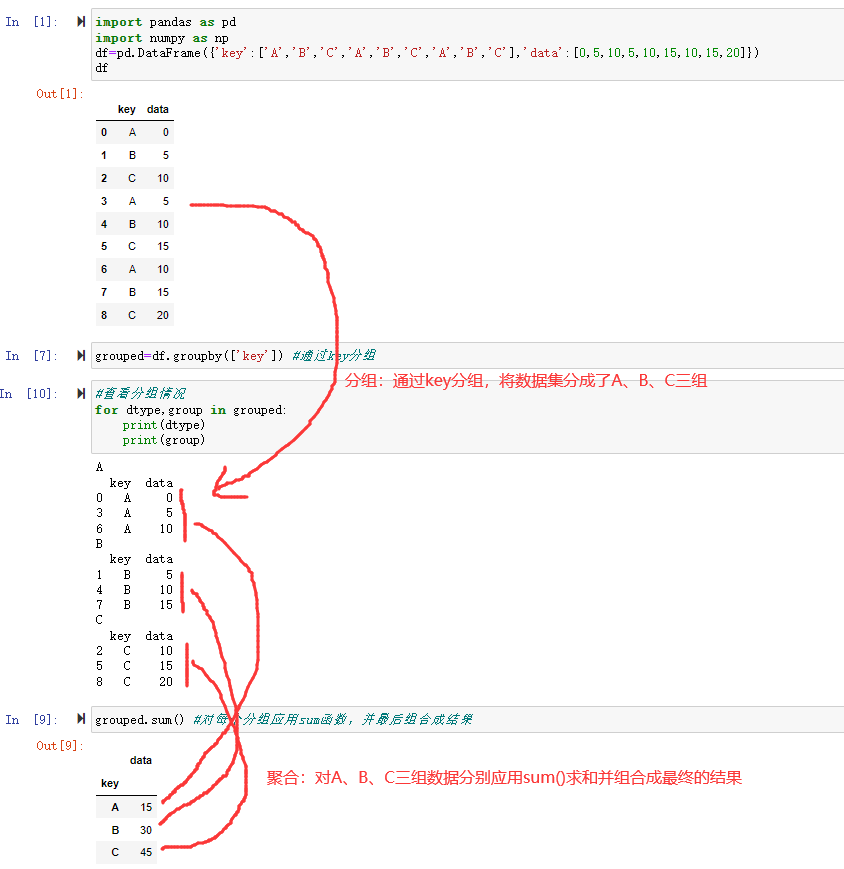 In [1]:
import pandas as pd
import numpy as np
df=pd.DataFrame({'key':['A','B','C','A','B','C','A','B','C'],'data':[0,5,10,5,10,15,10,15,20]})
df
Out[1]:
key data
0 A 0
1 B 5
2 C 10
3 A 5
4 B 10
5 C 15
6 A 10
7 B 15
8 C 20
In [7]:
grouped=df.groupby(['key']) #通过key分组
分组：通过key分组，将数据集分成了A、B、C三组
In [10]:
#查看分组情况
for dtype,group in grouped:
    print(dtype)
    print(group)
A
key data
0 A 0
3 A 5
6 A 10
B
key data
1 B 5
4 B 10
7 B 15
C
key data
2 C 10
5 C 15
8 C 20
In [9]:
grouped.sum() #对每个分组应用sum函数，并最后组合成结果
Out[9]:
data
key
聚合：对A、B、C三组数据分别应用sum()求和并组合成最终的结果
A 15
B 30
C 45